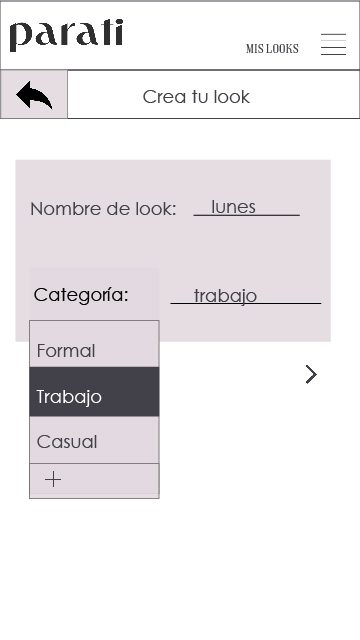 parati
MIS LOOKS
Crea tu look
Nombre de look: lunes
Categoría: trabajo
Formal
Trabajo
Casual
+